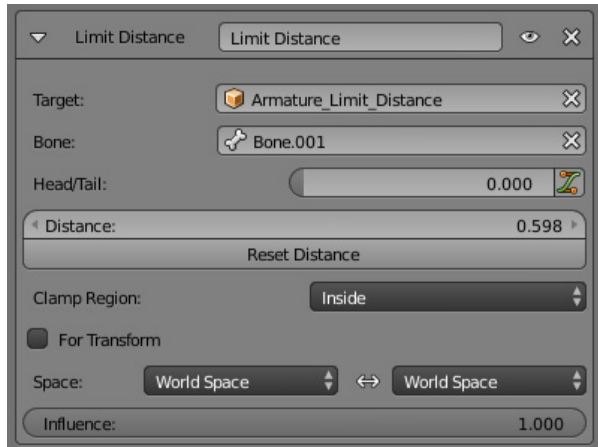 Limit Distance Limit Distance
Target: Armature_Limit_Distance
Bone: Bone.001
Head/Tail: 0.000
Distance: 0.598
Reset Distance
Clamp Region: Inside
For Transform
Space: World Space World Space
Influence: 1.000